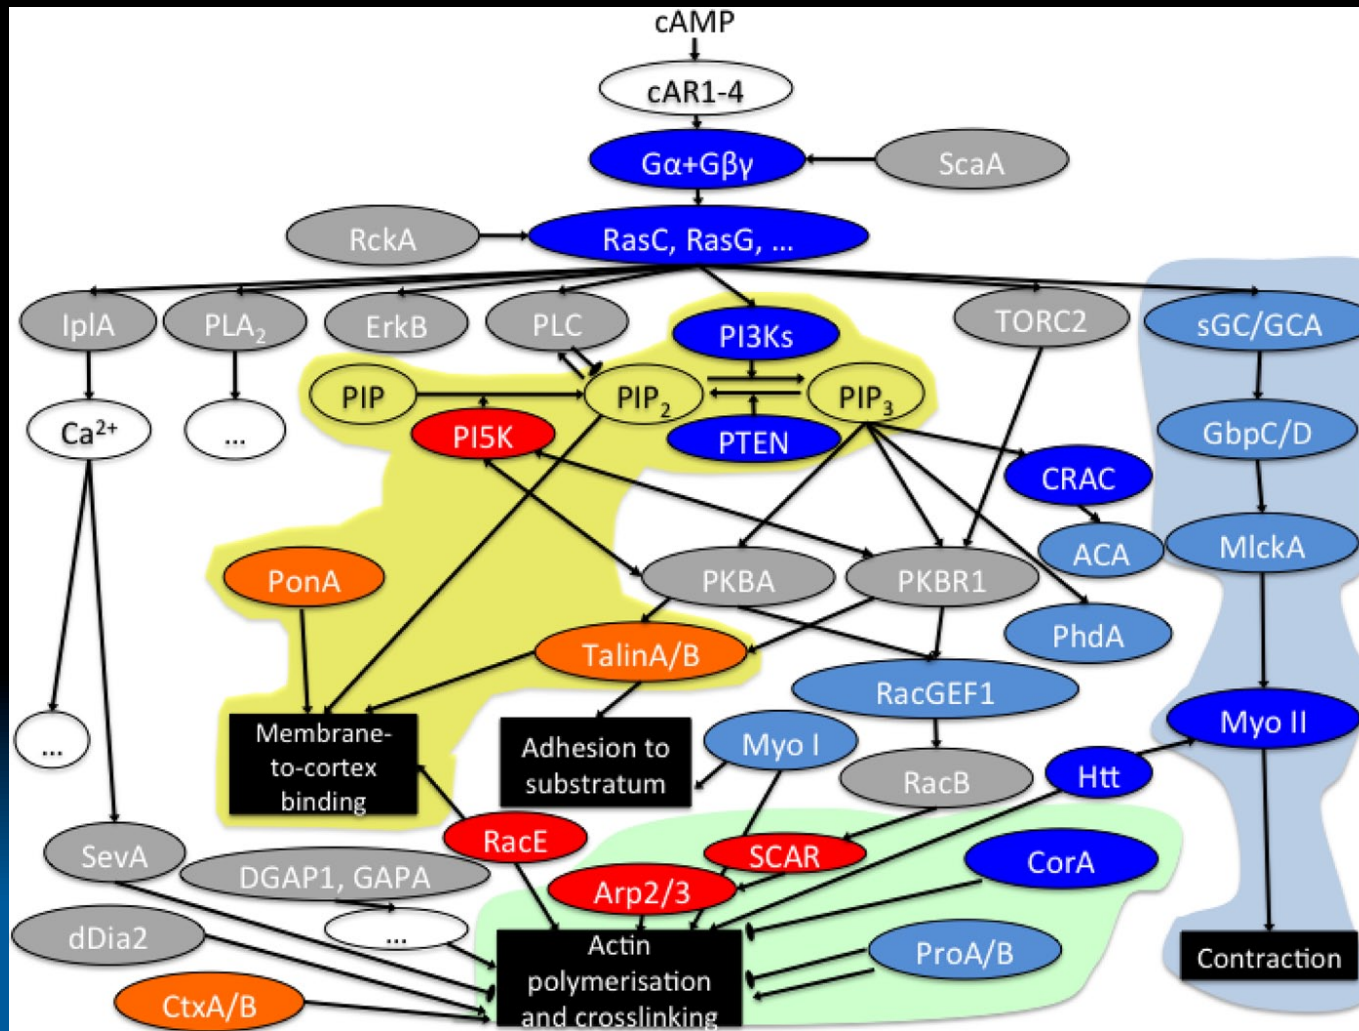 cAMP
cAR1-4
Gα+Gβγ
ScaA
RckA
RasC, RasG, ...
IplA
PLA₂
ErkB
PLC
PI3Ks
TORC2
sGC/GCA
PIP
PIP₂
PIP₃
Ca²⁺
...
PI5K
PTEN
GbpC/D
CRAC
ACA
MlckA
PonA
PKBA
PKBR1
PhdA
TalinA/B
RacGEF1
Myo II
...
Membrane-
to-cortex
binding
Adhesion to
substratum
Myo I
RacB
Htt
SevA
RacE
SCAR
CorA
DGAP1, GAPA
Arp2/3
dDia2
...
Actin
polymerisation
and crosslinking
ProA/B
Contraction
CtxA/B